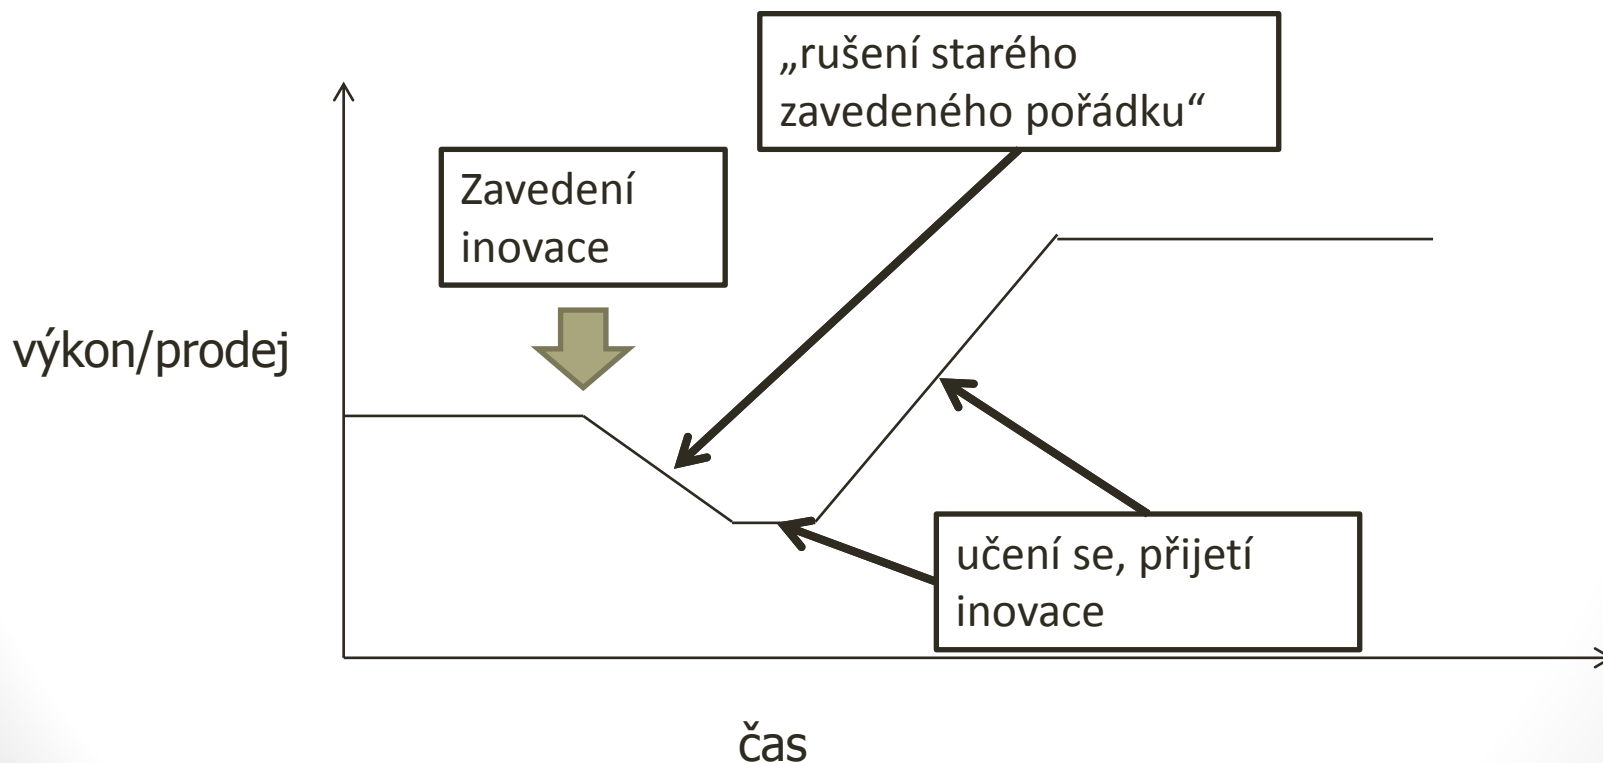 „rušení starého
zavedeného pořádku“
Zavedení
inovace
výkon/prodej
učení se, přijetí
inovace
čas